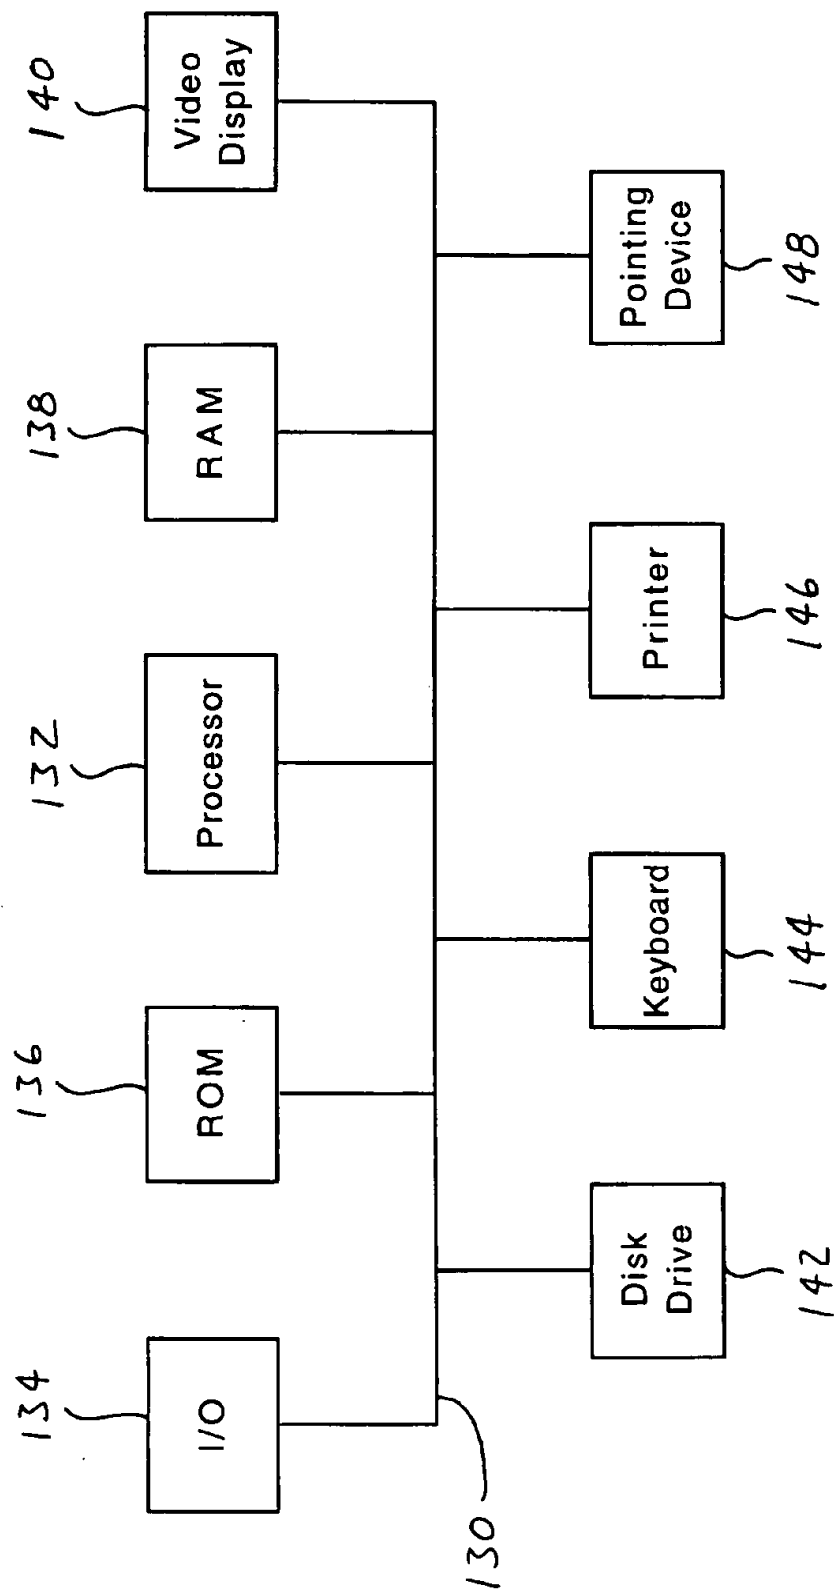 134
136
132
138
140
I/O
ROM
Processor
RAM
Video
Display
130
Disk
Drive
Keyboard
Printer
Pointing
Device
142
144
146
148